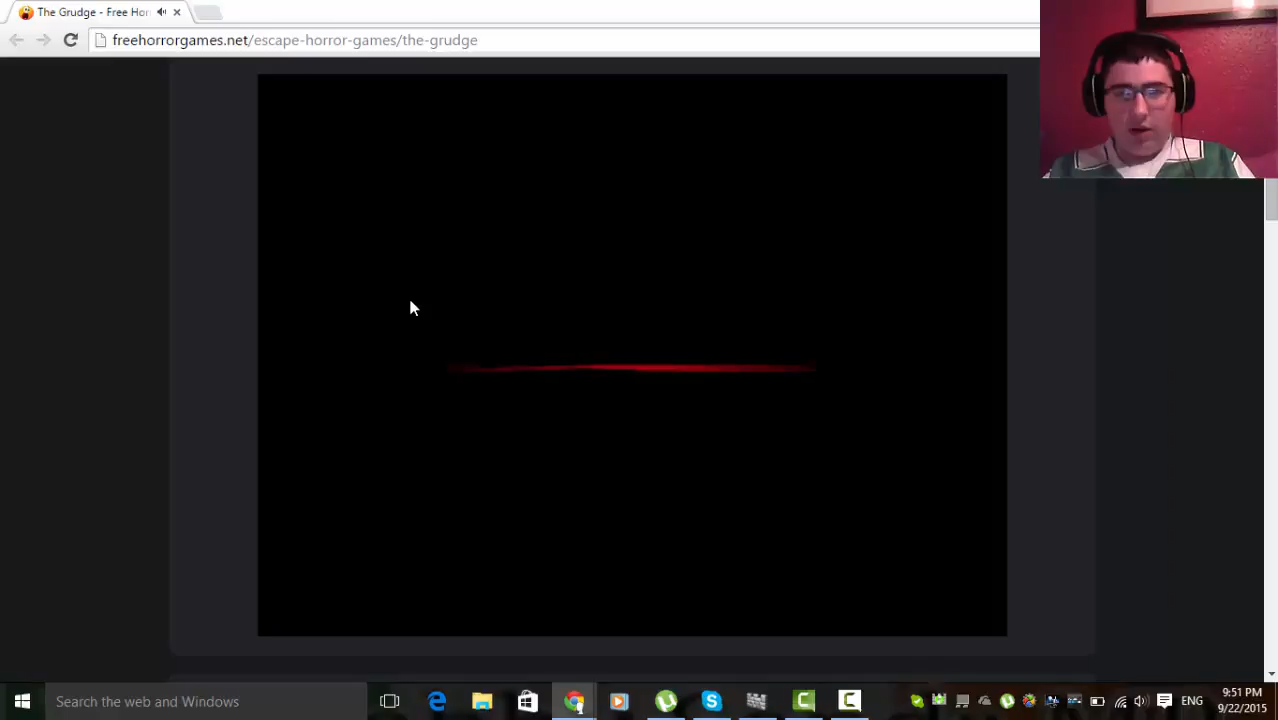 The Grudge - Free Hor
freehorrorgames.net/escape-horror-games/the-grudge
Search the web and Windows
ENG
9:51 PM
9/22/2015